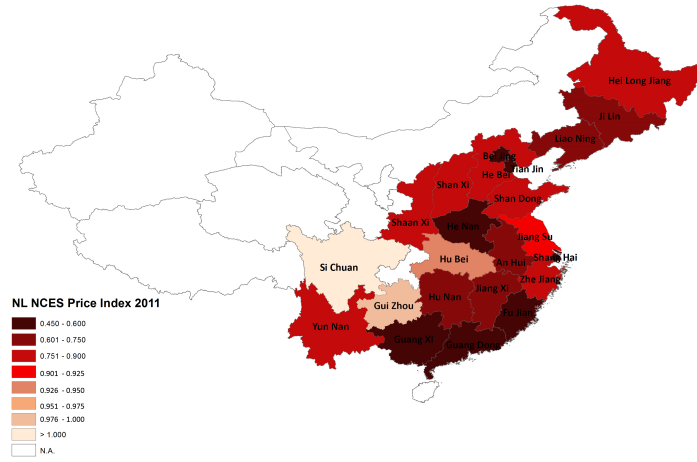 Hei Long Jiang
Ji Lin
Liao Ning
Bei Jing
Tian Jin
He Bei
Shan Xi
Shan Dong
Shaan Xi
He Nan
Jiang Su
Si Chuan
Hu Bei
An Hui
Shang Hai
Zhe Jiang
Gui Zhou
Hu Nan
Jiang Xi
Fu Jian
Yun Nan
Guang Xi
Guang Dong
NL NCES Price Index 2011
0.450 - 0.600
0.601 - 0.750
0.751 - 0.900
0.901 - 0.925
0.926 - 0.950
0.951 - 0.975
0.976 - 1.000
> 1.000
N.A.